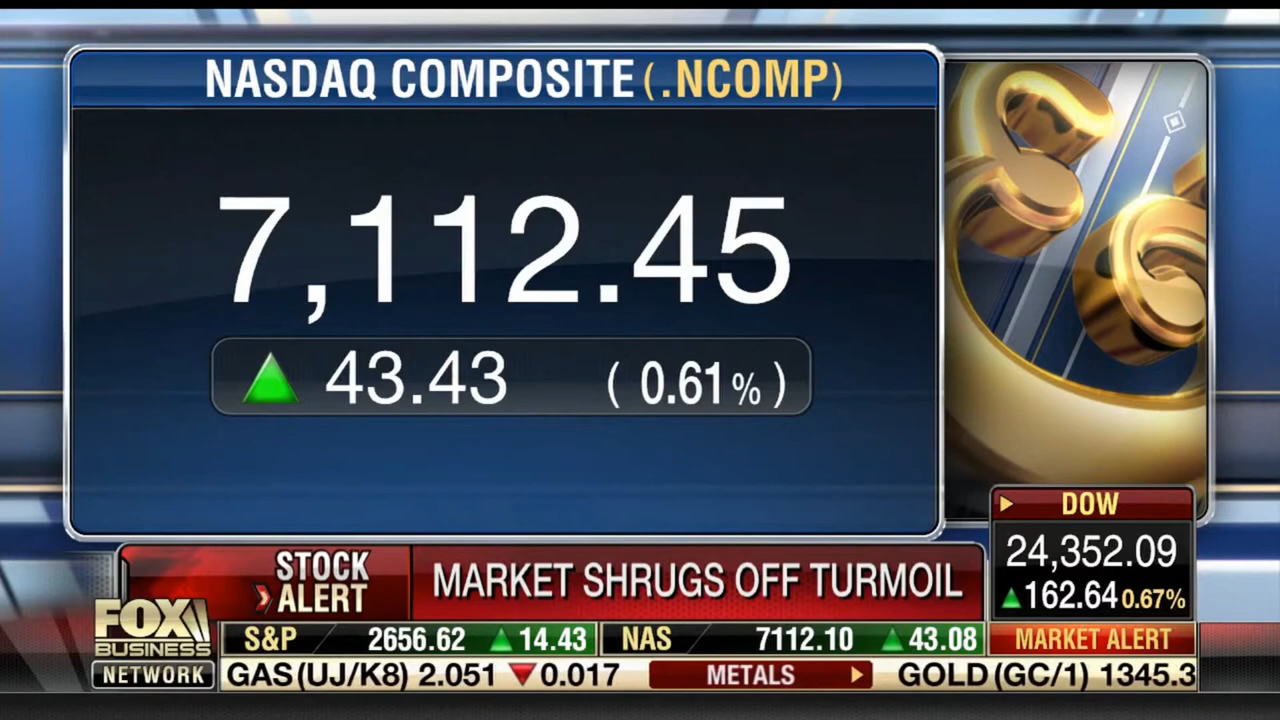 NASDAQ COMPOSITE (.NCOMP)
7,112.45
▲ 43.43 ( 0.61% )
DOW
24,352.09
▲162.64 0.67%
MARKET ALERT
STOCK
ALERT
MARKET SHRUGS OFF TURMOIL
FOX
BUSINESS
NETWORK
S&P 2656.62 ▲14.43 NAS 7112.10 ▲43.08
GAS(UJ/K8) 2.051 ▼0.017 METALS GOLD(GC/1) 1345.3